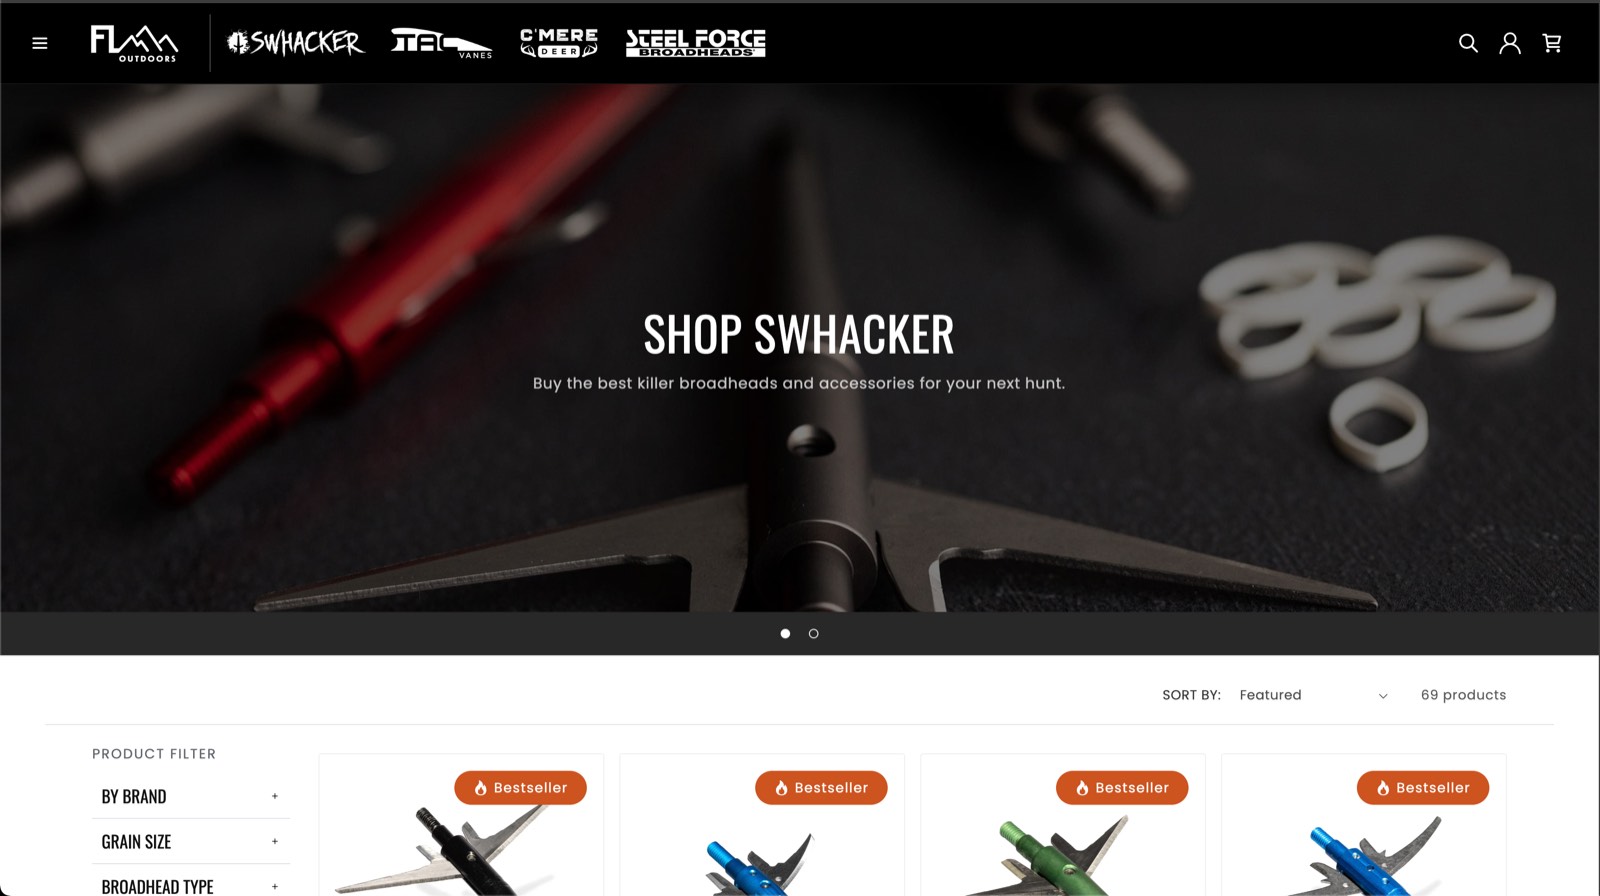 FL OUTDOORS
SWHACKER
TAC VANES
C'MERE DEER
STEEL FORCE BROADHEADS
SHOP SWHACKER
Buy the best killer broadheads and accessories for your next hunt.
SORT BY: Featured 69 products
PRODUCT FILTER
BY BRAND +
GRAIN SIZE +
BROADHEAD TYPE +
Bestseller
Bestseller
Bestseller
Bestseller